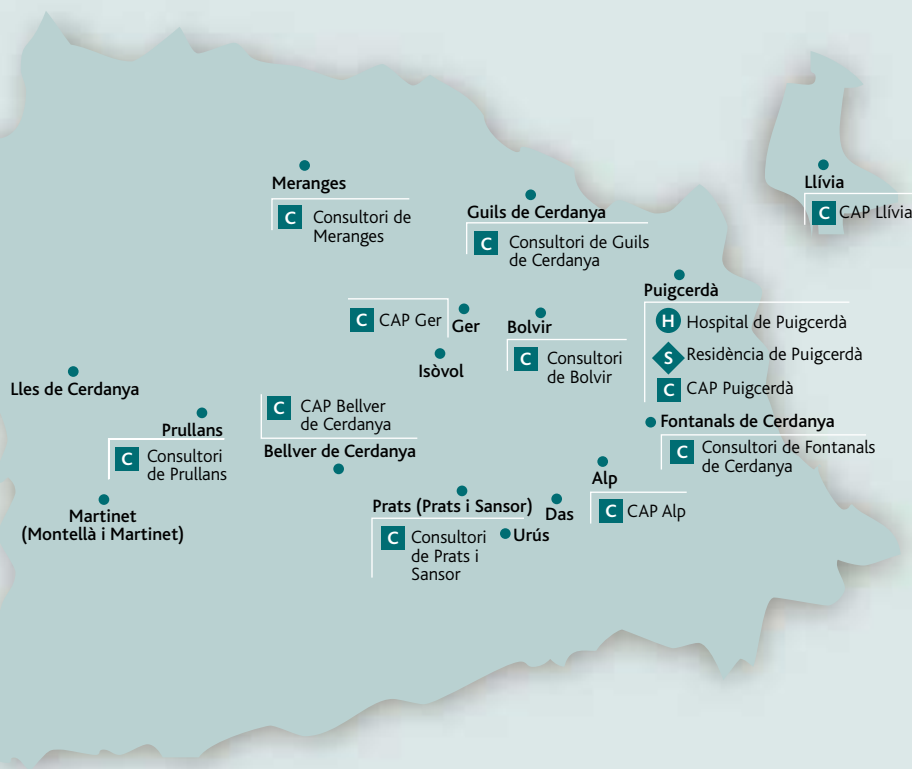 Meranges
C Consultori de
Meranges
Guils de Cerdanya
C Consultori de Guils
de Cerdanya
Llívia
C CAP Llívia
Puigcerdà
H Hospital de Puigcerdà
S Residència de Puigcerdà
C CAP Puigcerdà
C CAP Ger
Ger
Bolvir
C Consultori
de Bolvir
Isòvol
Lles de Cerdanya
Prullans
C Consultori
de Prullans
C CAP Bellver
de Cerdanya
Bellver de Cerdanya
Fontanals de Cerdanya
C Consultori de Fontanals
de Cerdanya
Alp
C CAP Alp
Martinet
(Montellà i Martinet)
Prats (Prats i Sansor)
C Consultori
de Prats i
Sansor
Das
Urús